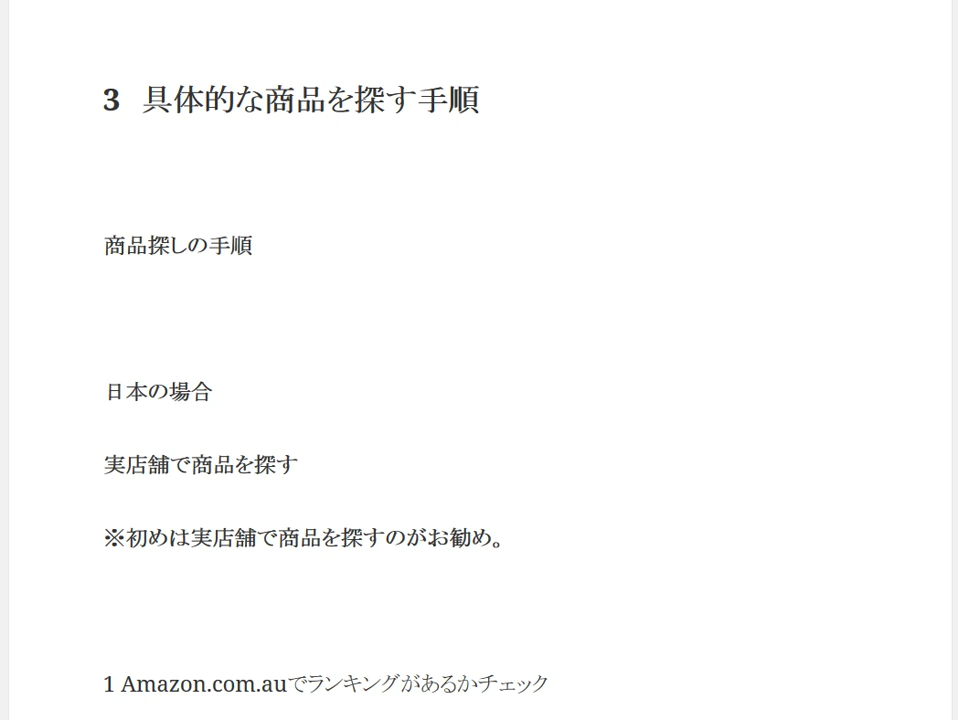 3 具体的な商品を探す手順
商品探しの手順
日本の場合
実店舗で商品を探す
※初めは実店舗で商品を探すのがお勧め。
1 Amazon.com.auでランキングがあるかチェック